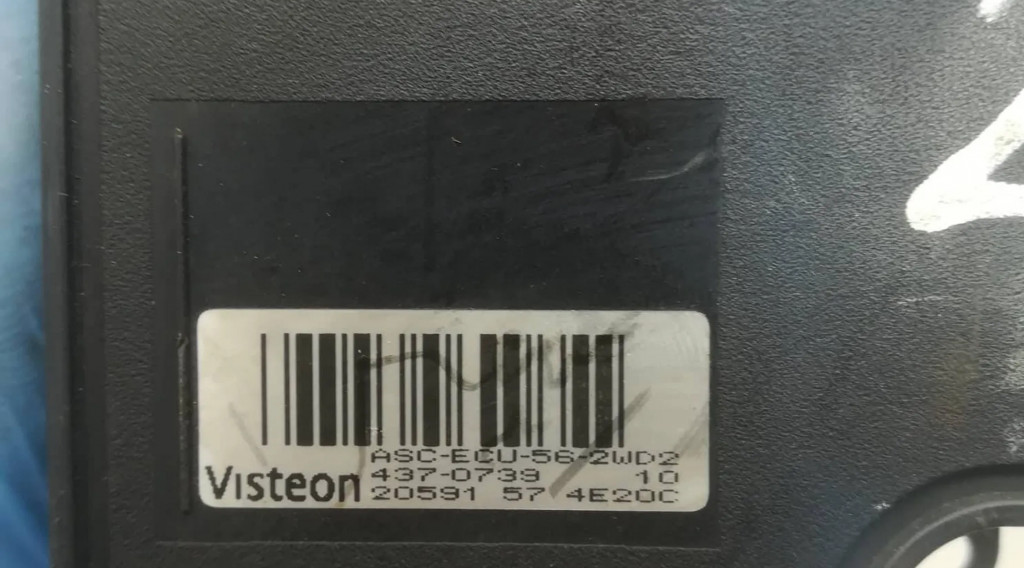 ASC-ECU-56-2WD2
437-0739 10
Visteon 20591 57 4E20C